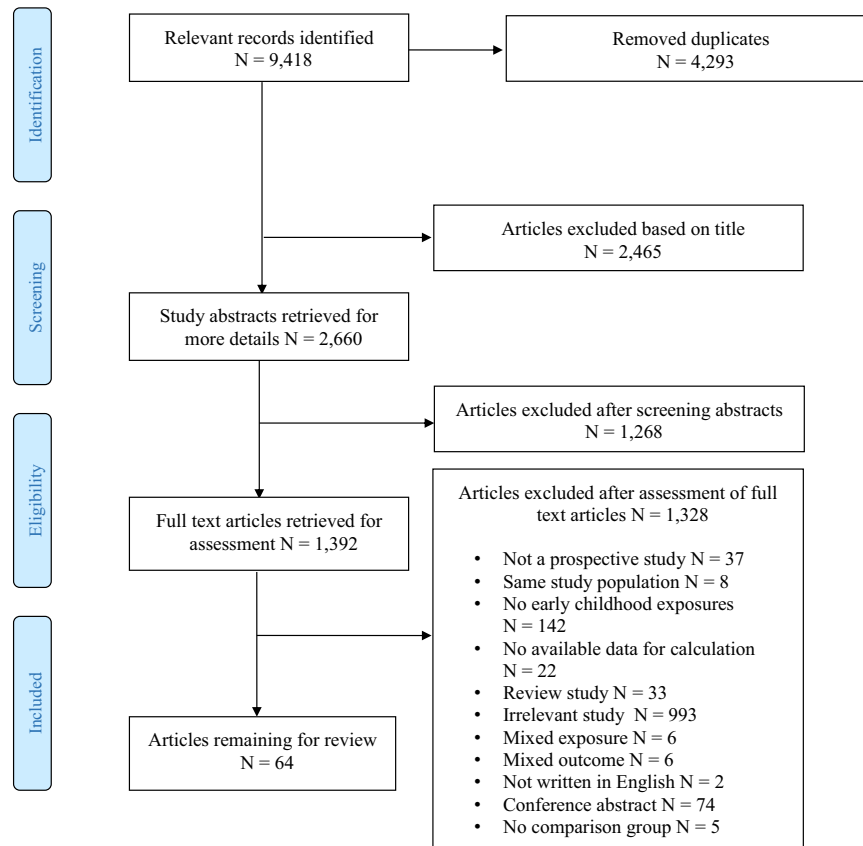 Identification
Relevant records identified
N = 9,418
Removed duplicates
N = 4,293
Screening
Articles excluded based on title
N = 2,465
Study abstracts retrieved for
more details N = 2,660
Articles excluded after screening abstracts
N = 1,268
Eligibility
Full text articles retrieved for
assessment N = 1,392
Articles excluded after assessment of full
text articles N = 1,328
• Not a prospective study N = 37
• Same study population N = 8
• No early childhood exposures
N = 142
• No available data for calculation
N = 22
• Review study N = 33
• Irrelevant study N = 993
• Mixed exposure N = 6
• Mixed outcome N = 6
• Not written in English N = 2
• Conference abstract N = 74
• No comparison group N = 5
Included
Articles remaining for review
N = 64